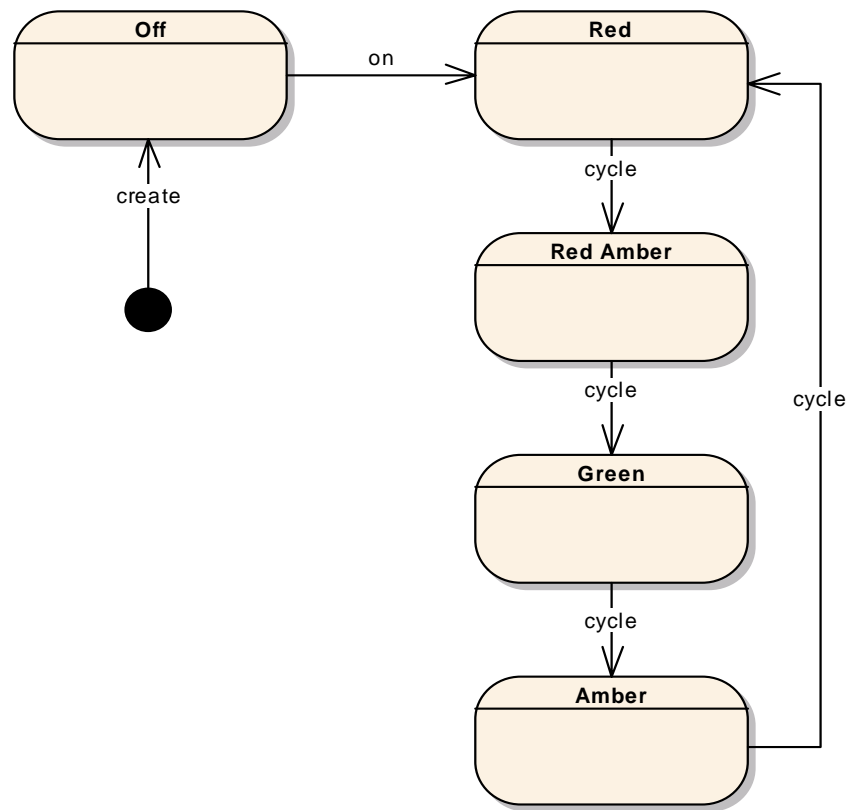 Off
Red
on
cycle
create
Red Amber
cycle
cycle
Green
cycle
Amber